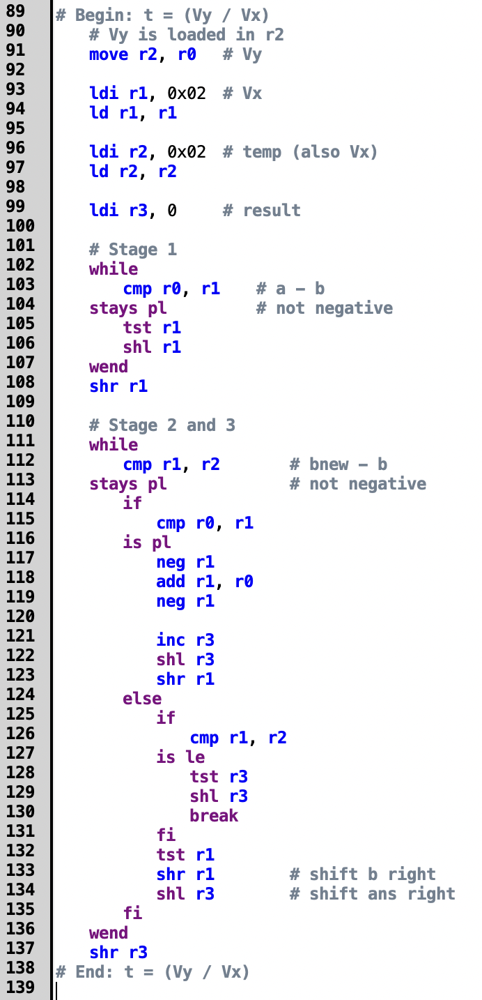 89 # Begin: t = (Vy / Vx)
90     # Vy is loaded in r2
91     move r2, r0   # Vy
92
93     ldi r1, 0x02  # Vx
94     ld r1, r1
95
96     ldi r2, 0x02  # temp (also Vx)
97     ld r2, r2
98
99     ldi r3, 0     # result
100
101     # Stage 1
102     while
103         cmp r0, r1    # a - b
104     stays pl          # not negative
105         tst r1
106         shl r1
107     wend
108     shr r1
109
110     # Stage 2 and 3
111     while
112         cmp r1, r2        # bnew - b
113     stays pl              # not negative
114         if
115             cmp r0, r1
116         is pl
117             neg r1
118             add r1, r0
119             neg r1
120
121             inc r3
122             shl r3
123             shr r1
124         else
125             if
126                 cmp r1, r2
127             is le
128                 tst r3
129                 shl r3
130                 break
131             fi
132             tst r1
133             shr r1        # shift b right
134             shl r3        # shift ans right
135         fi
136     wend
137     shr r3
138 # End: t = (Vy / Vx)
139